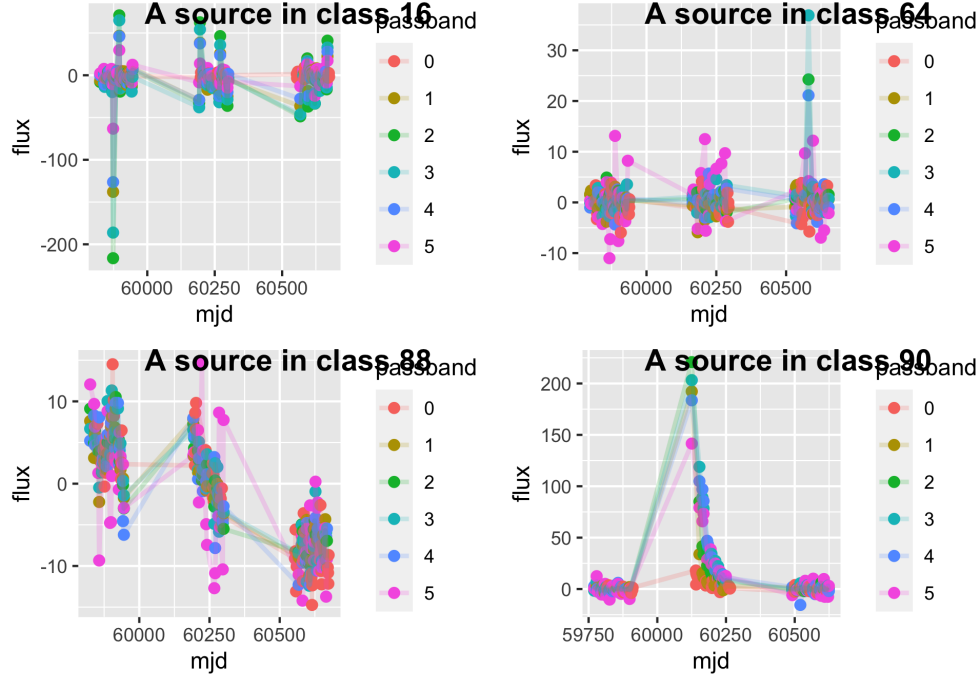 A source in class 16
passband
0
1
2
3
4
5
flux
0
-100
-200
60000 60250 60500
mjd
A source in class 64
passband
0
1
2
3
4
5
flux
30
20
10
0
-10
60000 60250 60500
mjd
A source in class 88
passband
0
1
2
3
4
5
flux
10
0
-10
60000 60250 60500
mjd
A source in class 90
passband
0
1
2
3
4
5
flux
200
150
100
50
0
59750 60000 60250 60500
mjd